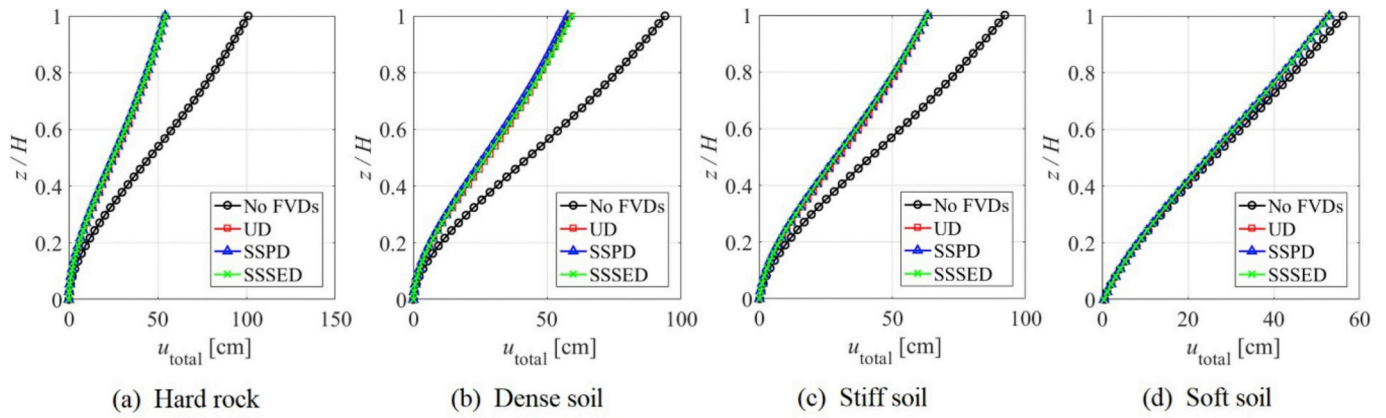 1
0.8
0.6
0.4
0.2
0
z / H
No FVDs
UD
SSPD
SSSED
0 50 100 150
u_total [cm]
(a) Hard rock
1
0.8
0.6
0.4
0.2
0
z / H
No FVDs
UD
SSPD
SSSED
0 50 100
u_total [cm]
(b) Dense soil
1
0.8
0.6
0.4
0.2
0
z / H
No FVDs
UD
SSPD
SSSED
0 50 100
u_total [cm]
(c) Stiff soil
1
0.8
0.6
0.4
0.2
0
z / H
No FVDs
UD
SSPD
SSSED
0 20 40 60
u_total [cm]
(d) Soft soil